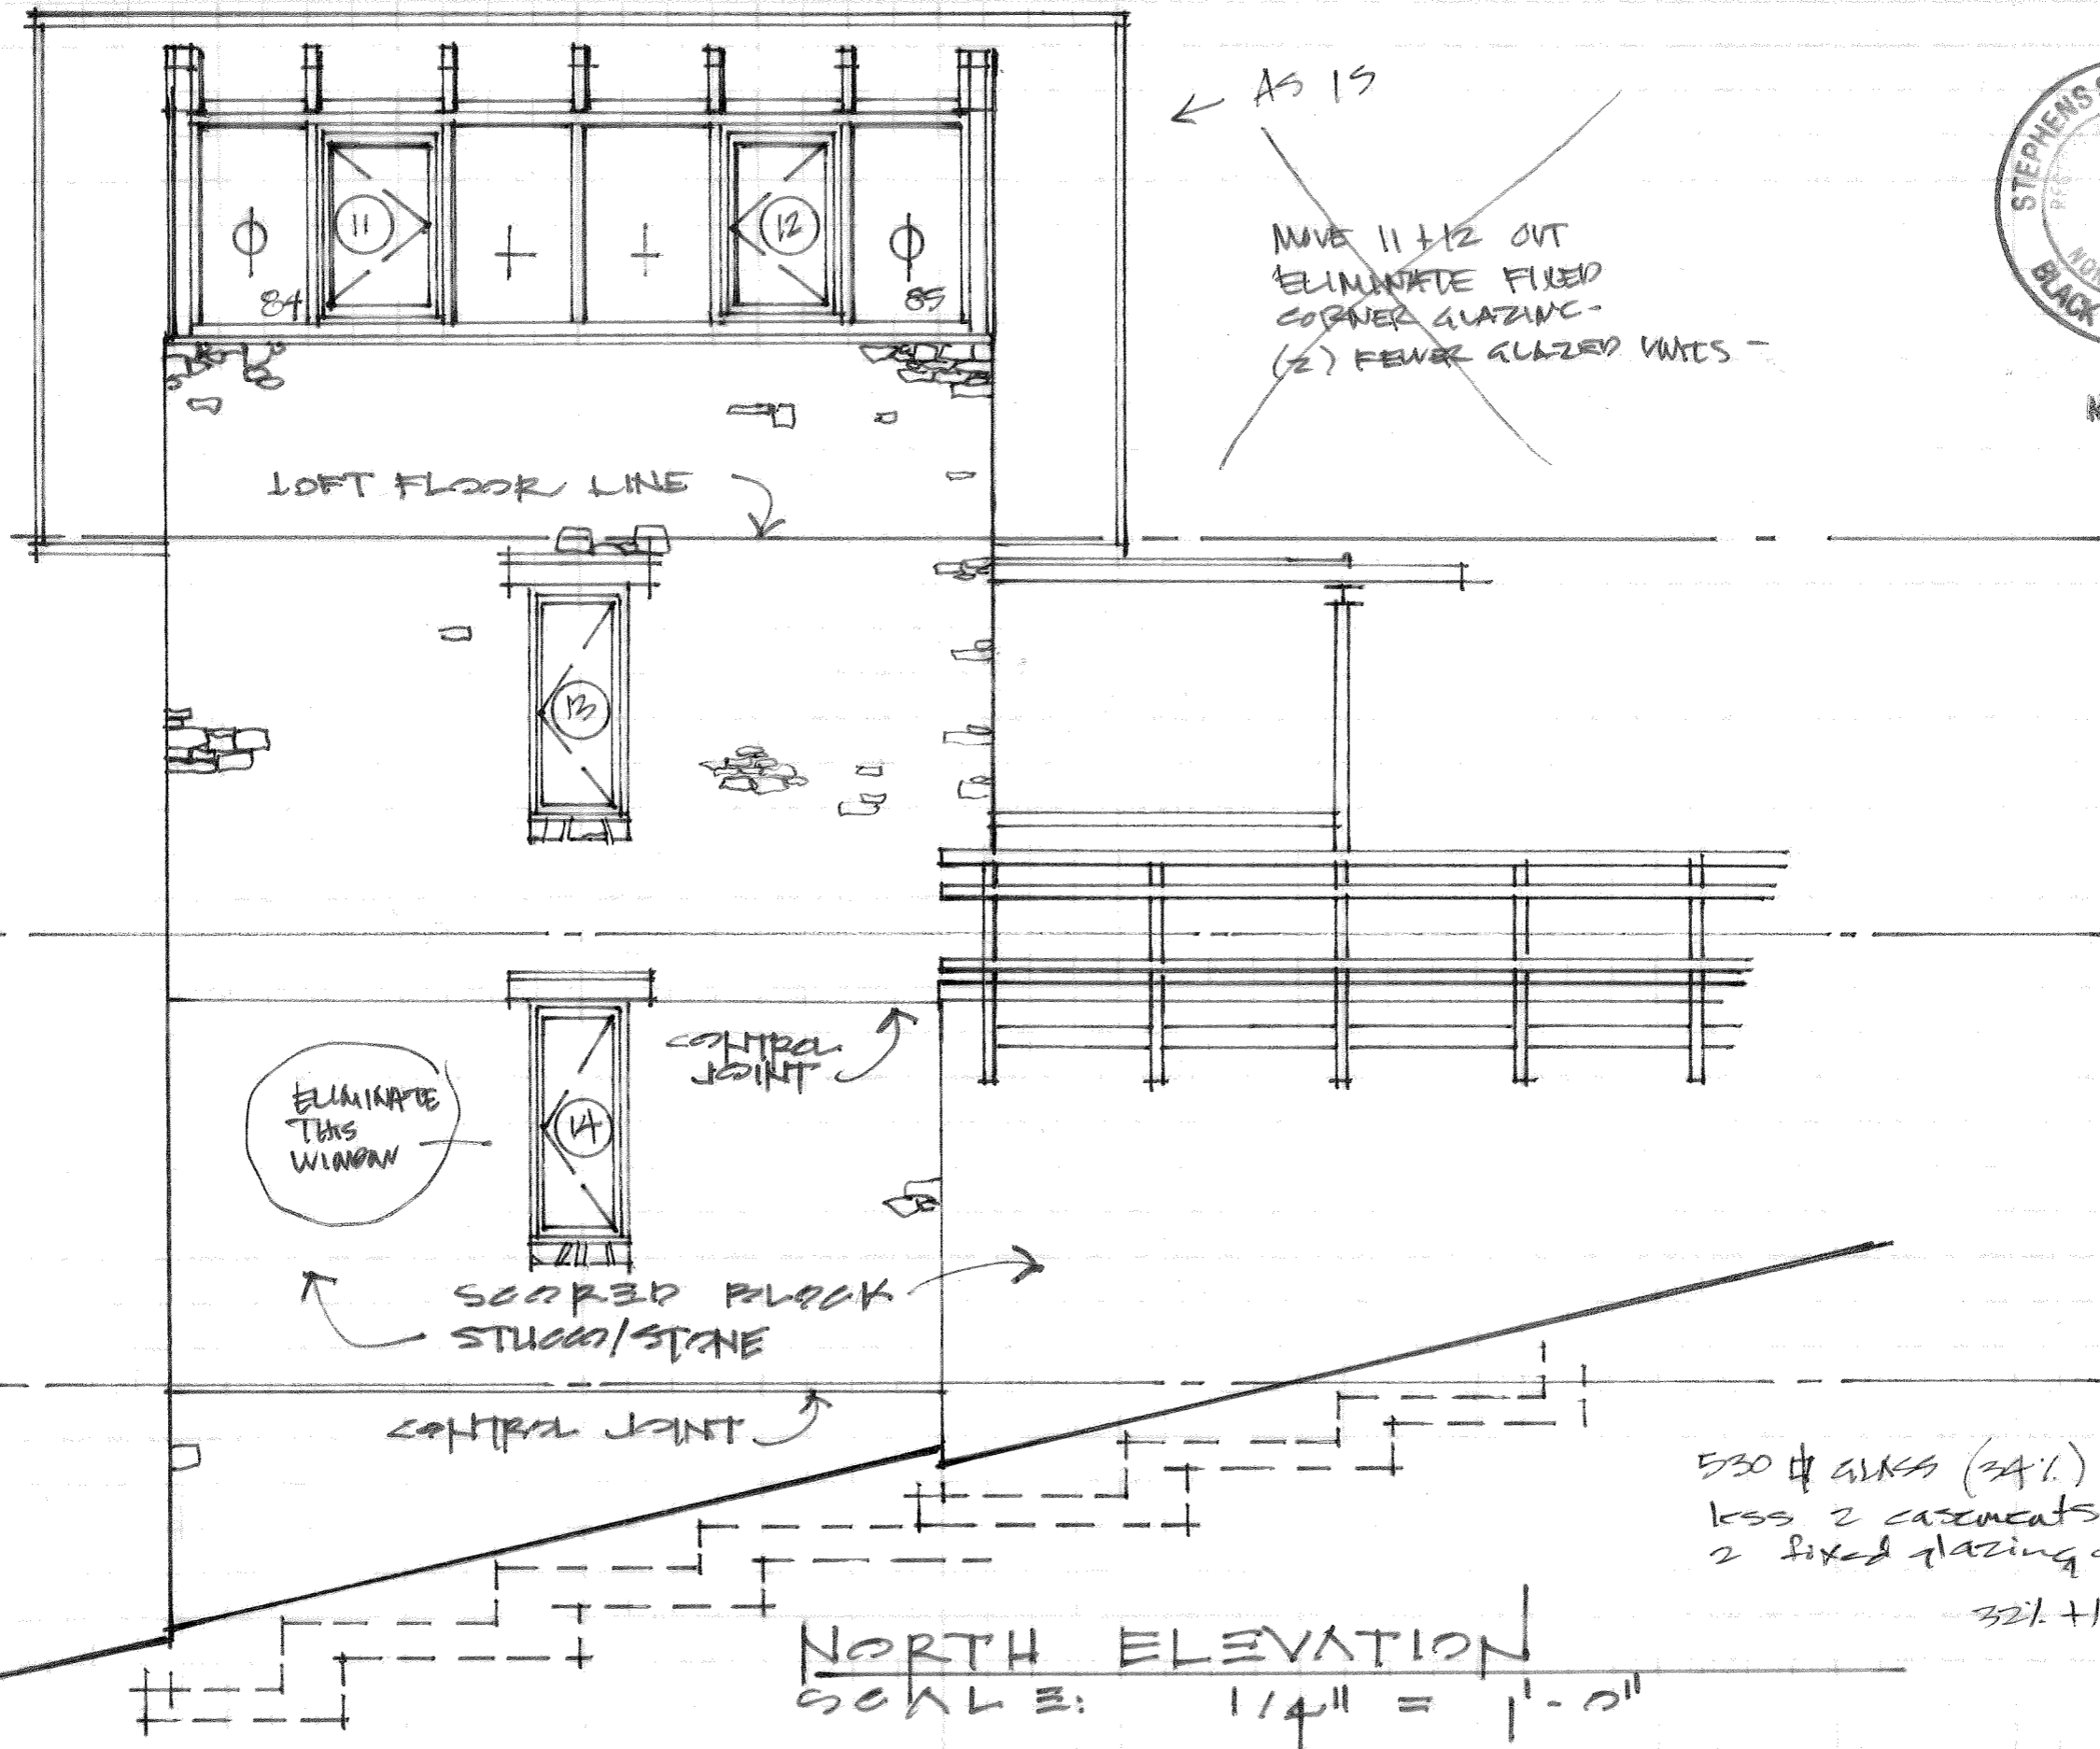 AS IS
STEPHENS
BLACK
MOVE 11 + 12 OUT
ELIMINATE FIXED
CORNER GLAZING -
(2) FEWER GLAZED UNITS -
11
12
84
85
LOFT FLOOR LINE
13
CONTROL
JOINT
ELIMINATE
THIS
WINDOW
14
SCORED BLOCK
STUCCO/STONE
CONTROL JOINT
530 GLASS (34%)
less 2 casements
2 fixed glazing
32% +
NORTH ELEVATION
SCALE: 1/4" = 1'-0"